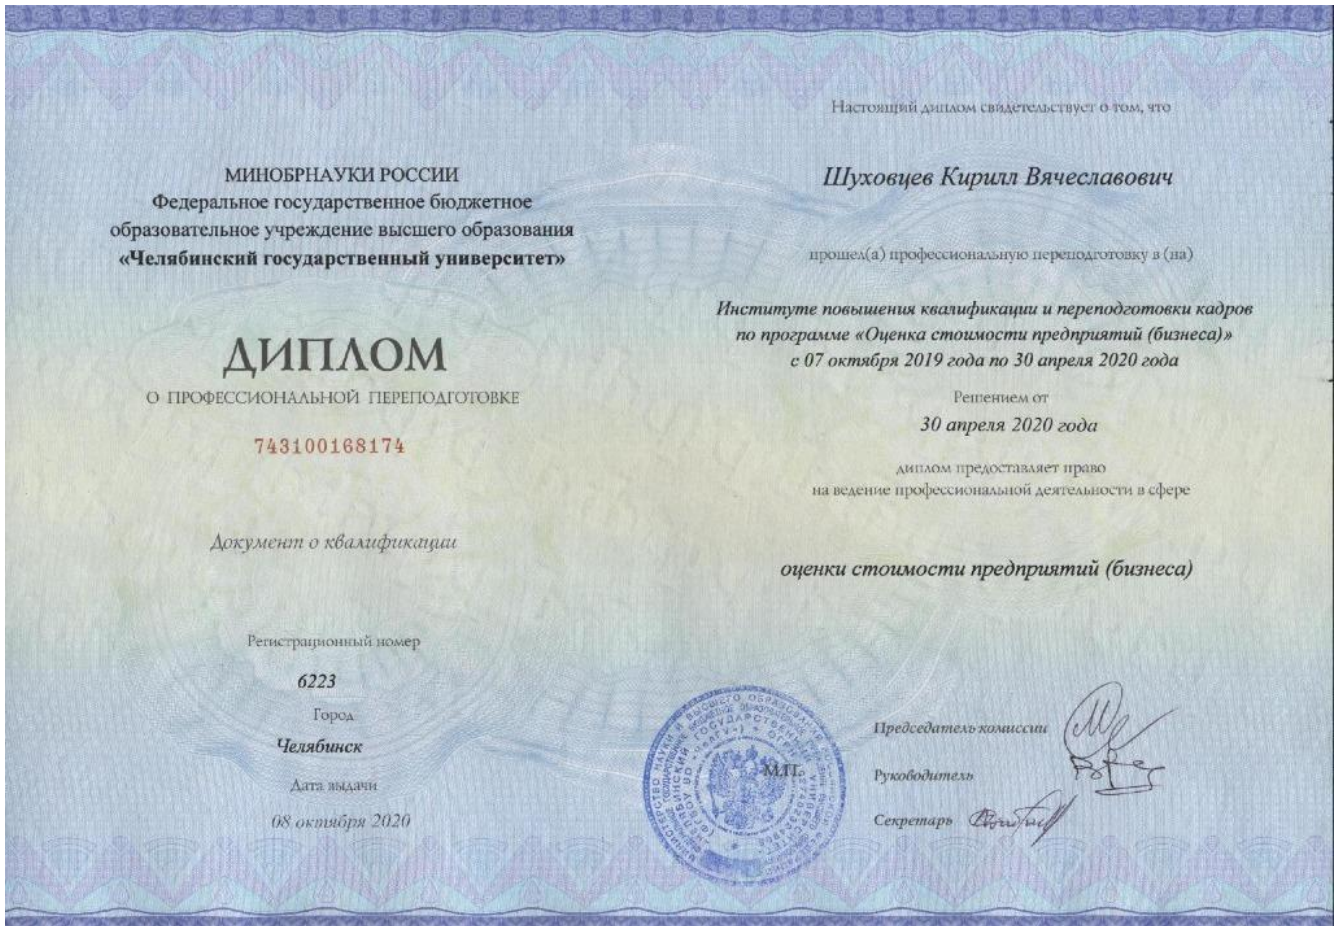 МИНОБРНАУКИ РОССИИ
Федеральное государственное бюджетное
образовательное учреждение высшего образования
«Челябинский государственный университет»
ДИПЛОМ
О ПРОФЕССИОНАЛЬНОЙ ПЕРЕПОДГОТОВКЕ
743100168174
Документ о квалификации
Регистрационный номер
6223
Город
Челябинск
Дата выдачи
08 октября 2020
Настоящий диплом свидетельствует о том, что
Шуховцев Кирилл Вячеславович
прошел(а) профессиональную переподготовку в (на)
Институте повышения квалификации и переподготовки кадров
по программе «Оценка стоимости предприятий (бизнеса)»
с 07 октября 2019 года по 30 апреля 2020 года
Решением от
30 апреля 2020 года
диплом предоставляет право
на ведение профессиональной деятельности в сфере
оценки стоимости предприятий (бизнеса)
М.П.
Председатель комиссии
Руководитель
Секретарь